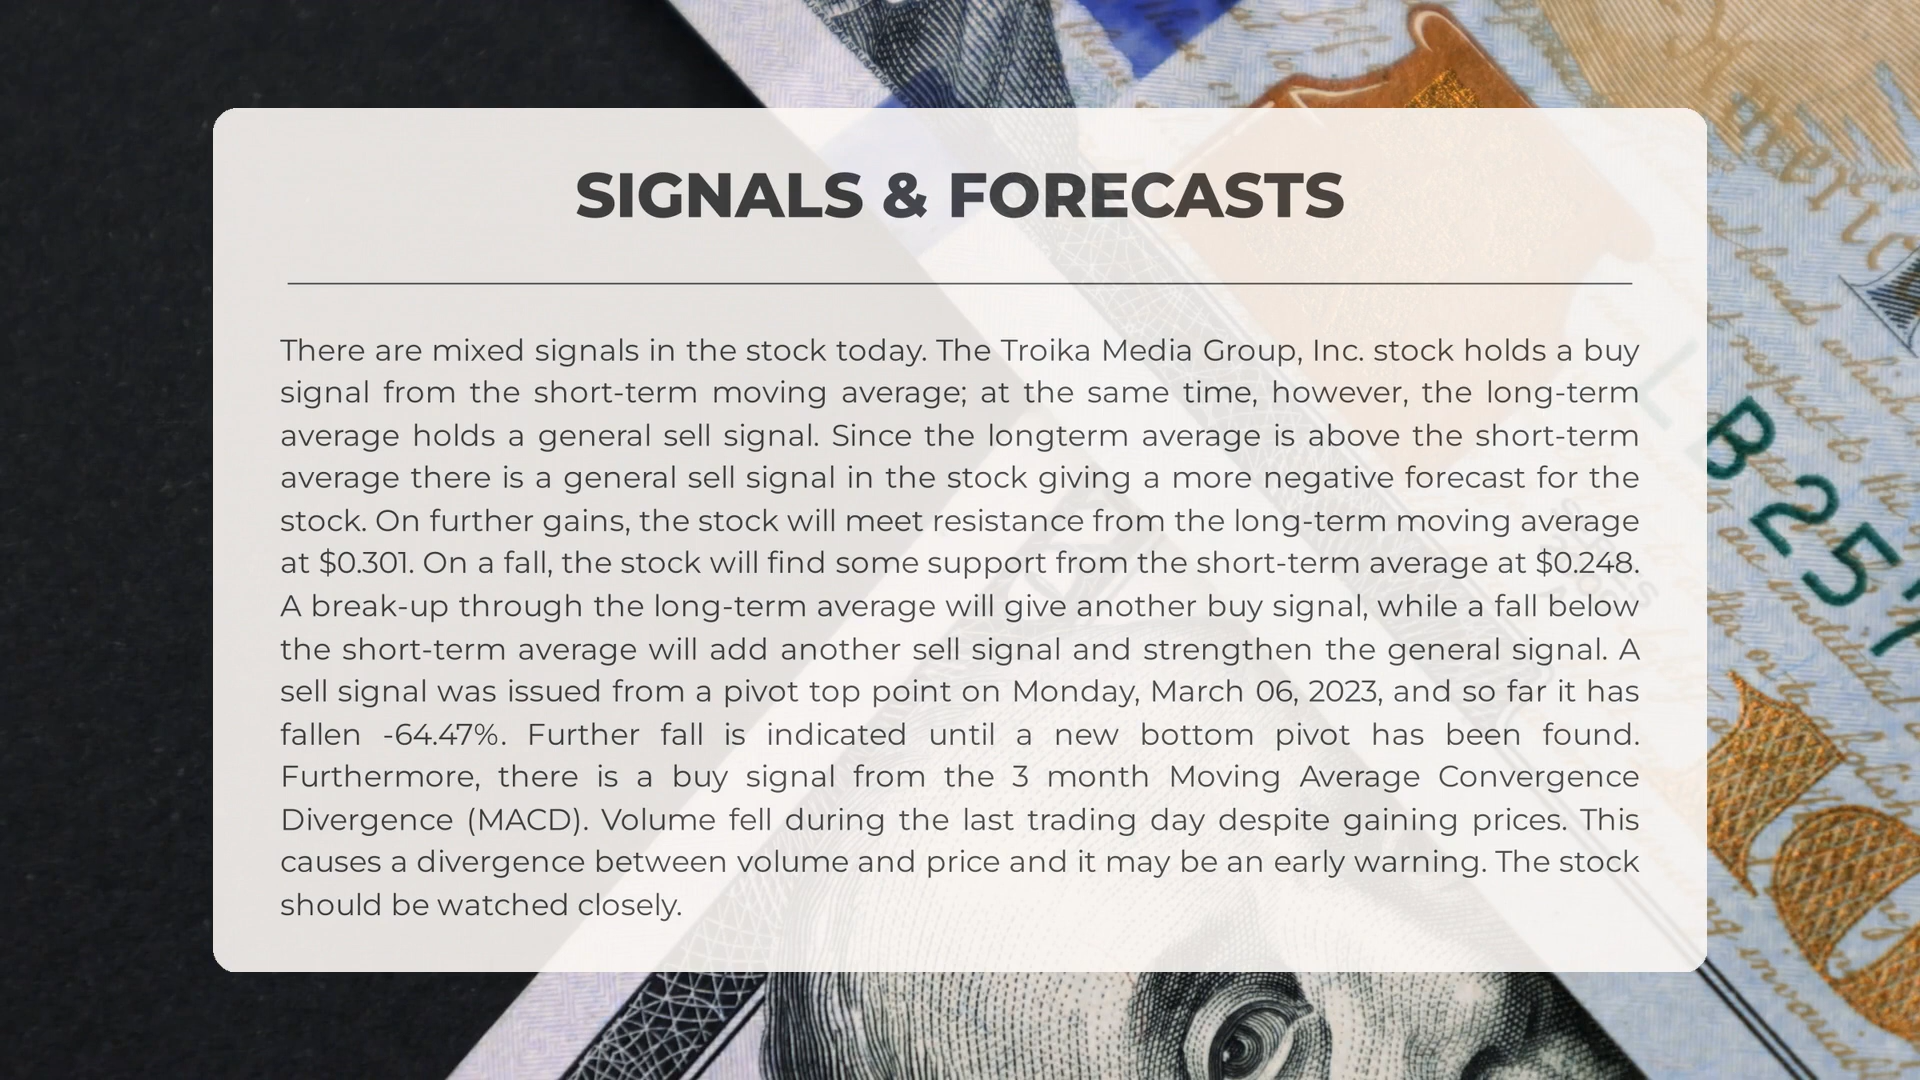 SIGNALS & FORECASTS
There are mixed signals in the stock today. The Troika Media Group, Inc. stock holds a buy
signal from the short-term moving average; at the same time, however, the long-term
average holds a general sell signal. Since the longterm average is above the short-term
average there is a general sell signal in the stock giving a more negative forecast for the
stock. On further gains, the stock will meet resistance from the long-term moving average
at $0.301. On a fall, the stock will find some support from the short-term average at $0.248.
A break-up through the long-term average will give another buy signal, while a fall below
the short-term average will add another sell signal and strengthen the general signal. A
sell signal was issued from a pivot top point on Monday, March 06, 2023, and so far it has
fallen -64.47%. Further fall is indicated until a new bottom pivot has been found.
Furthermore, there is a buy signal from the 3 month Moving Average Convergence
Divergence (MACD). Volume fell during the last trading day despite gaining prices. This
causes a divergence between volume and price and it may be an early warning. The stock
should be watched closely.